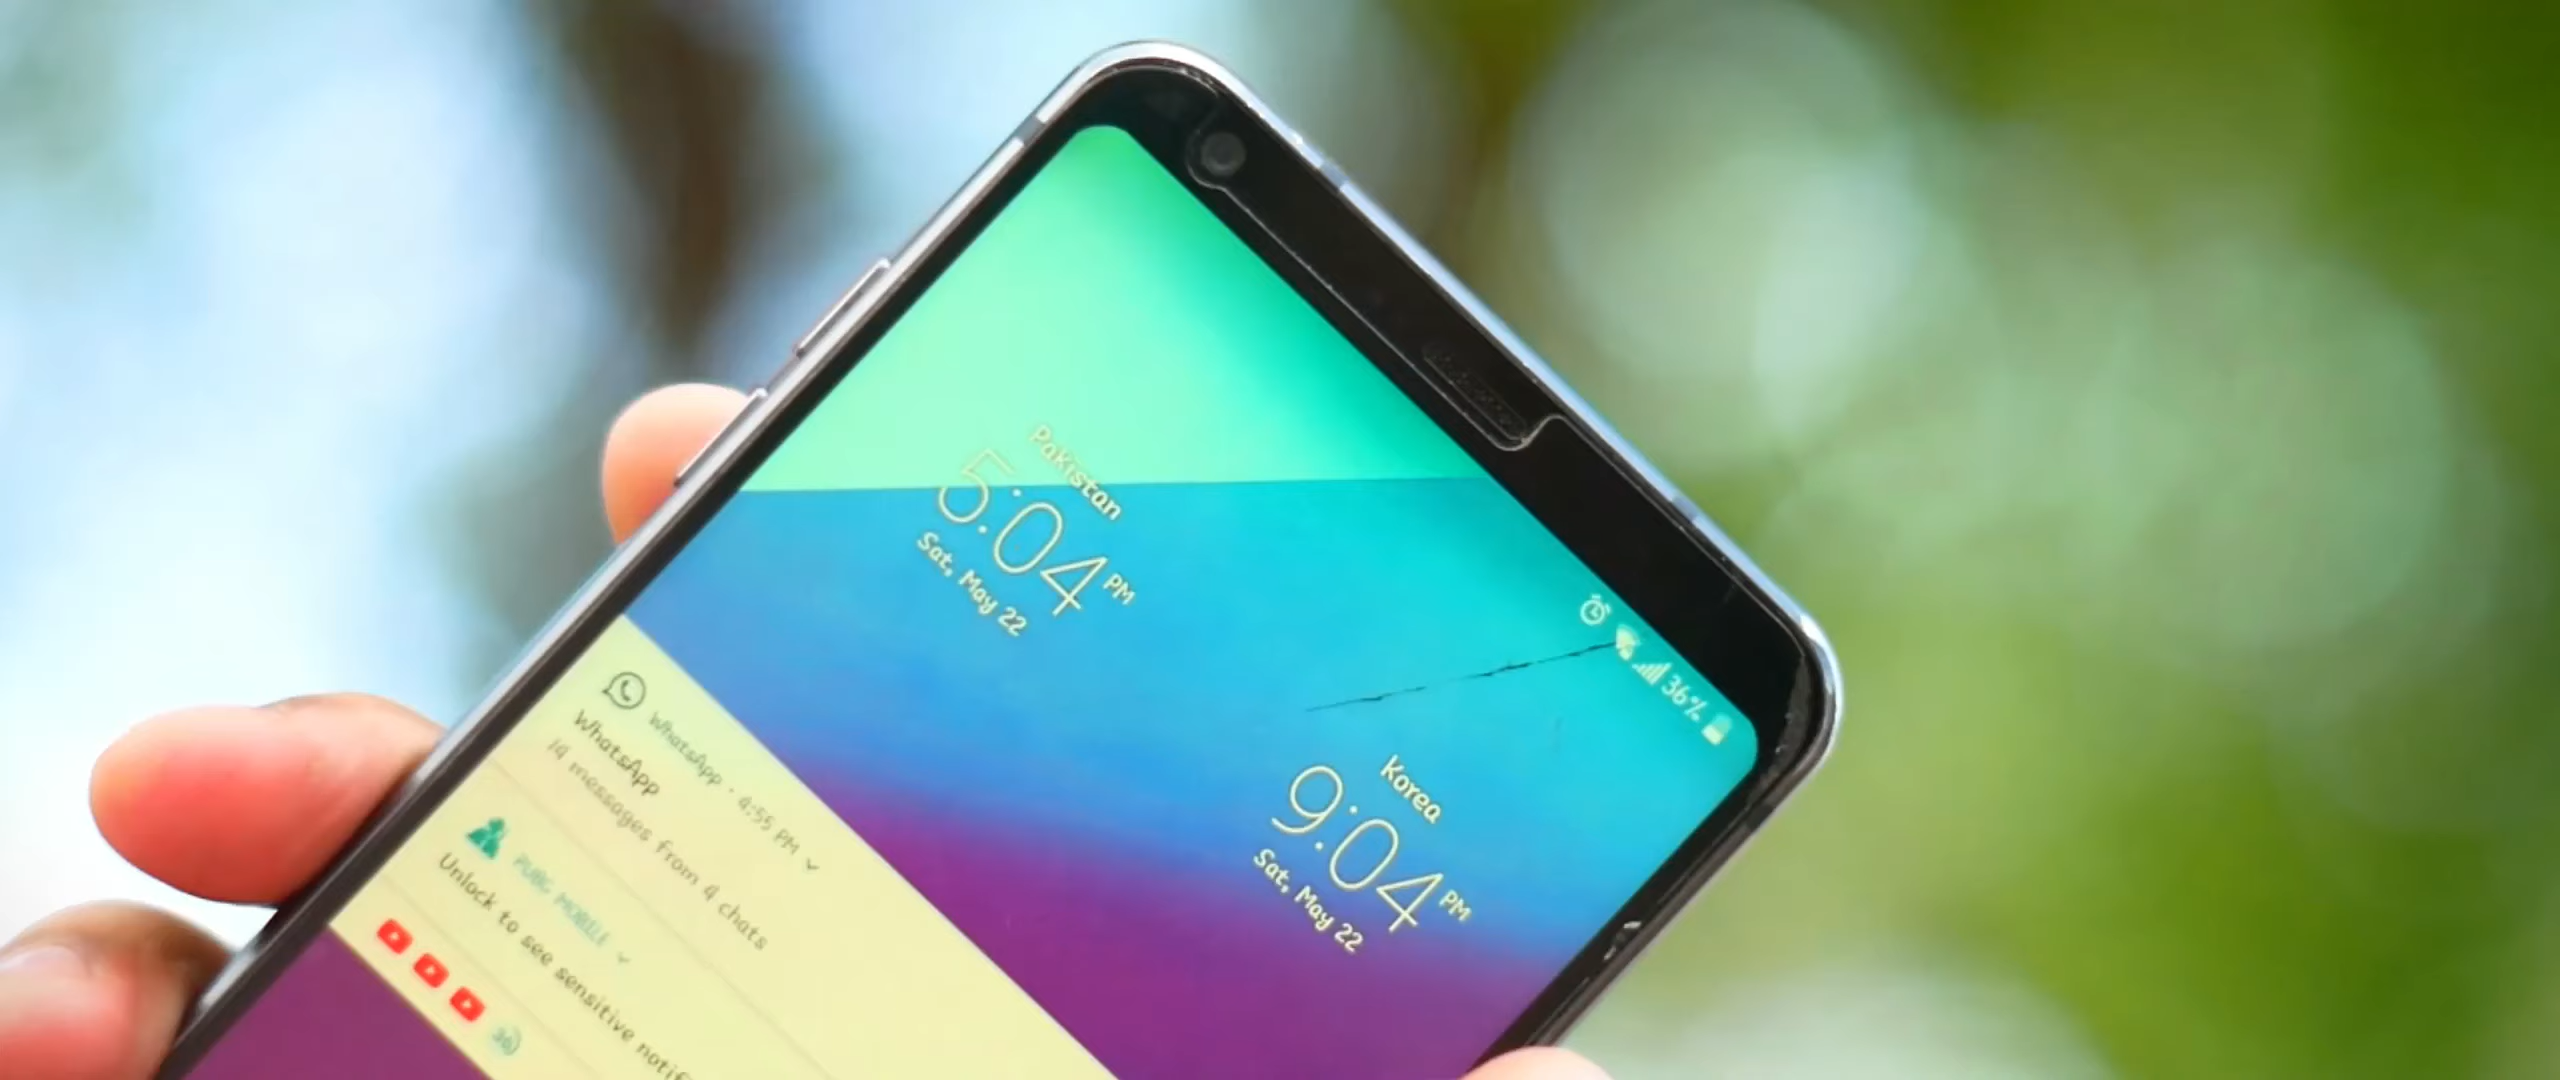 36%
Pakistan
5:04 PM
Sat, May 22
Korea
9:04 PM
Sat, May 22
WhatsApp · 4:55 PM
WhatsApp
14 messages from 4 chats
PUBG MOBILE
Unlock to see sensitive notif